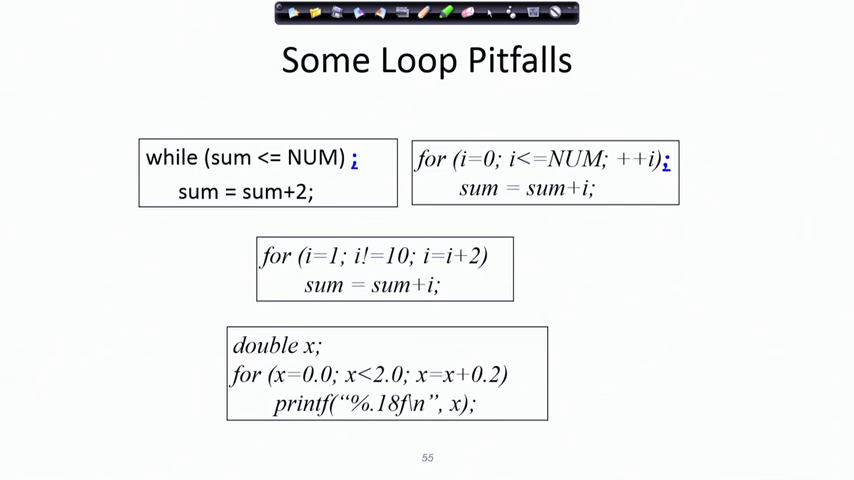 Some Loop Pitfalls
while (sum <= NUM) ;
sum = sum+2;
for (i=0; i<=NUM; ++i);
sum = sum+i;
for (i=1; i!=10; i=i+2)
sum = sum+i;
double x;
for (x=0.0; x<2.0; x=x+0.2)
printf(“%.18f\n”, x);
55